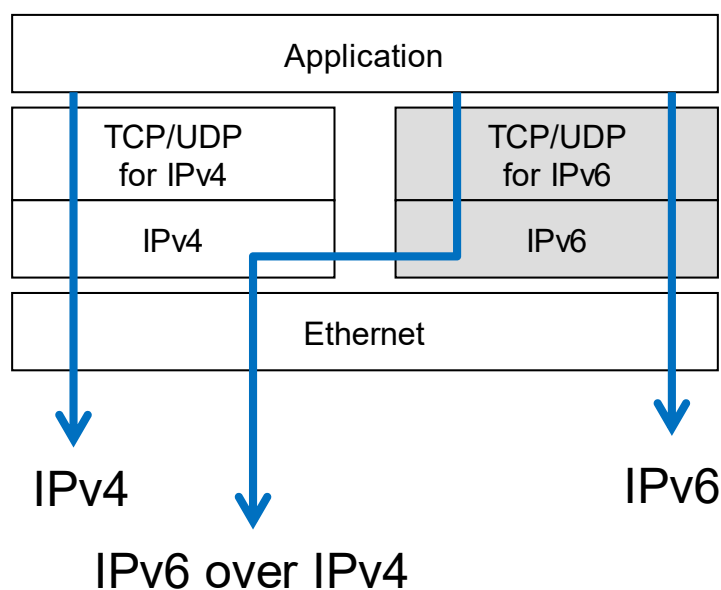 Application
TCP/UDP
for IPv4
TCP/UDP
for IPv6
IPv4
IPv6
Ethernet
IPv4
IPv6
IPv6 over IPv4